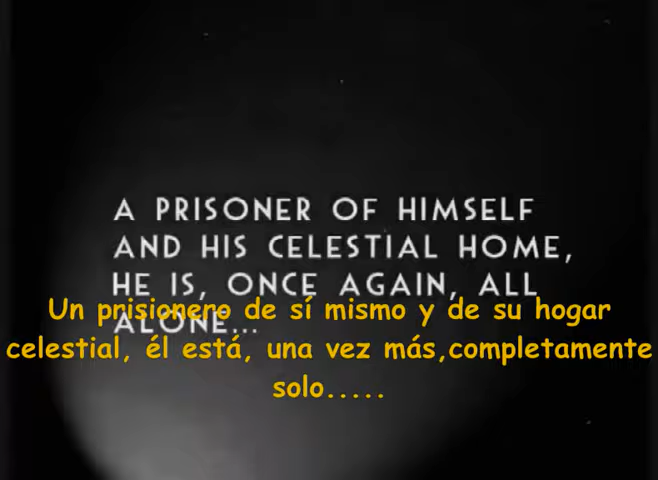 A PRISONER OF HIMSELF
AND HIS CELESTIAL HOME,
HE IS, ONCE AGAIN, ALL
ALONE...
Un prisionero de sí mismo y de su hogar
celestial, él está, una vez más,completamente
solo.....